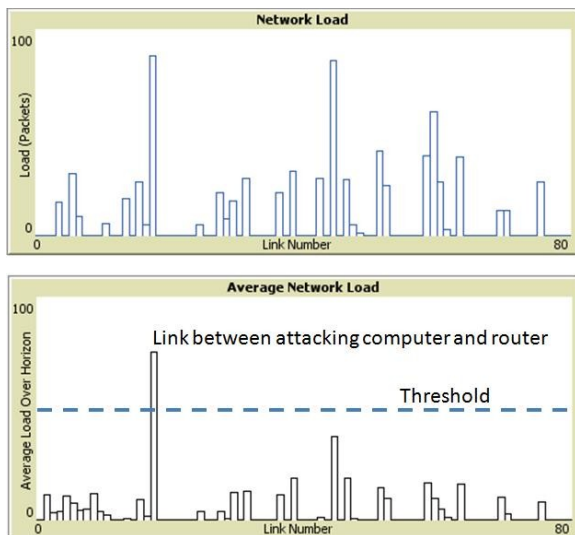 Network Load
100
Load (Packets)
0
0
Link Number
80
Average Network Load
100
Link between attacking computer and router
Threshold
Average Load Over Horizon
0
0
Link Number
80